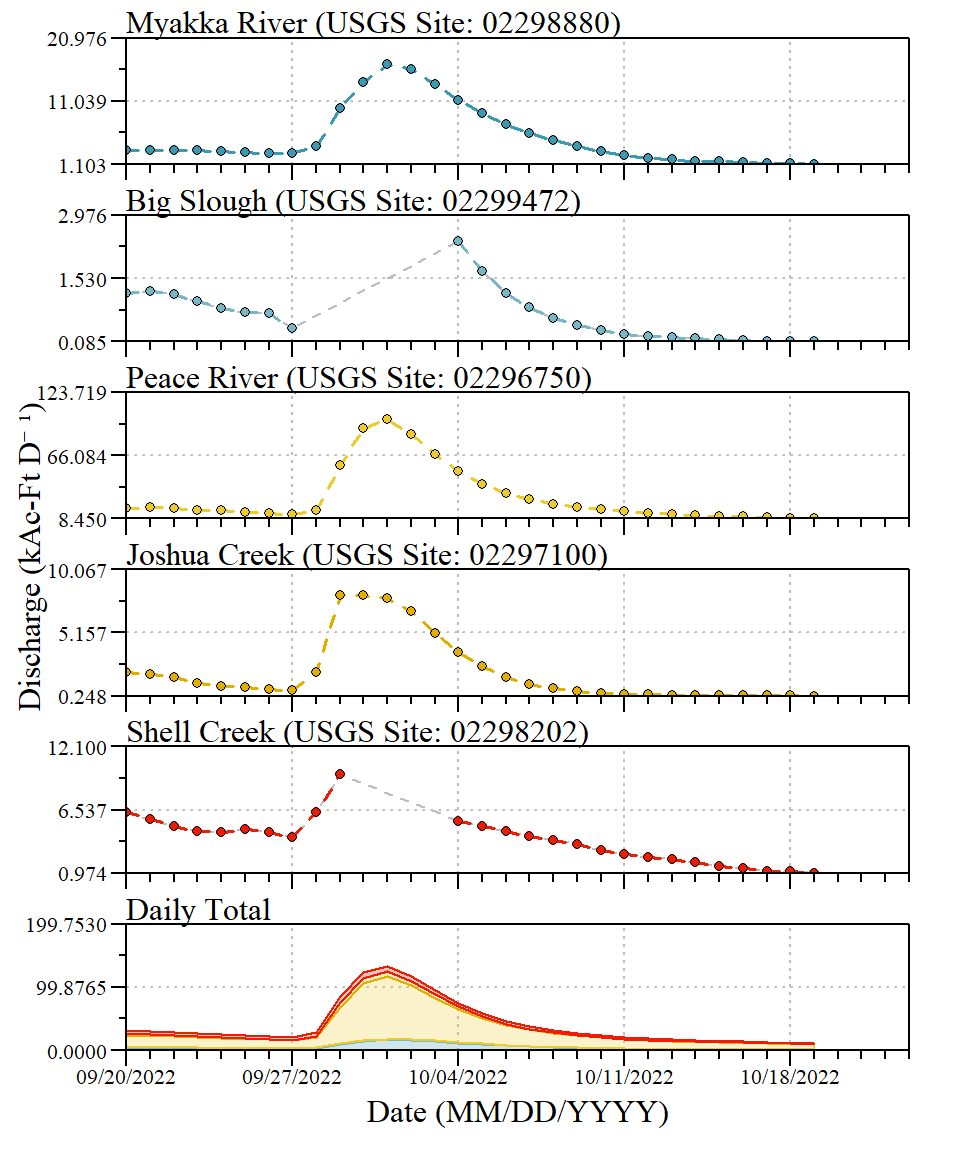 Myakka River (USGS Site: 02298880)
20.976
11.039
1.103
Big Slough (USGS Site: 02299472)
2.976
1.530
0.085
Peace River (USGS Site: 02296750)
123.719
66.084
8.450
Discharge (kAc-Ft D⁻¹)
Joshua Creek (USGS Site: 02297100)
10.067
5.157
0.248
Shell Creek (USGS Site: 02298202)
12.100
6.537
0.974
Daily Total
199.7530
99.8765
0.0000
09/20/2022 09/27/2022 10/04/2022 10/11/2022 10/18/2022
Date (MM/DD/YYYY)